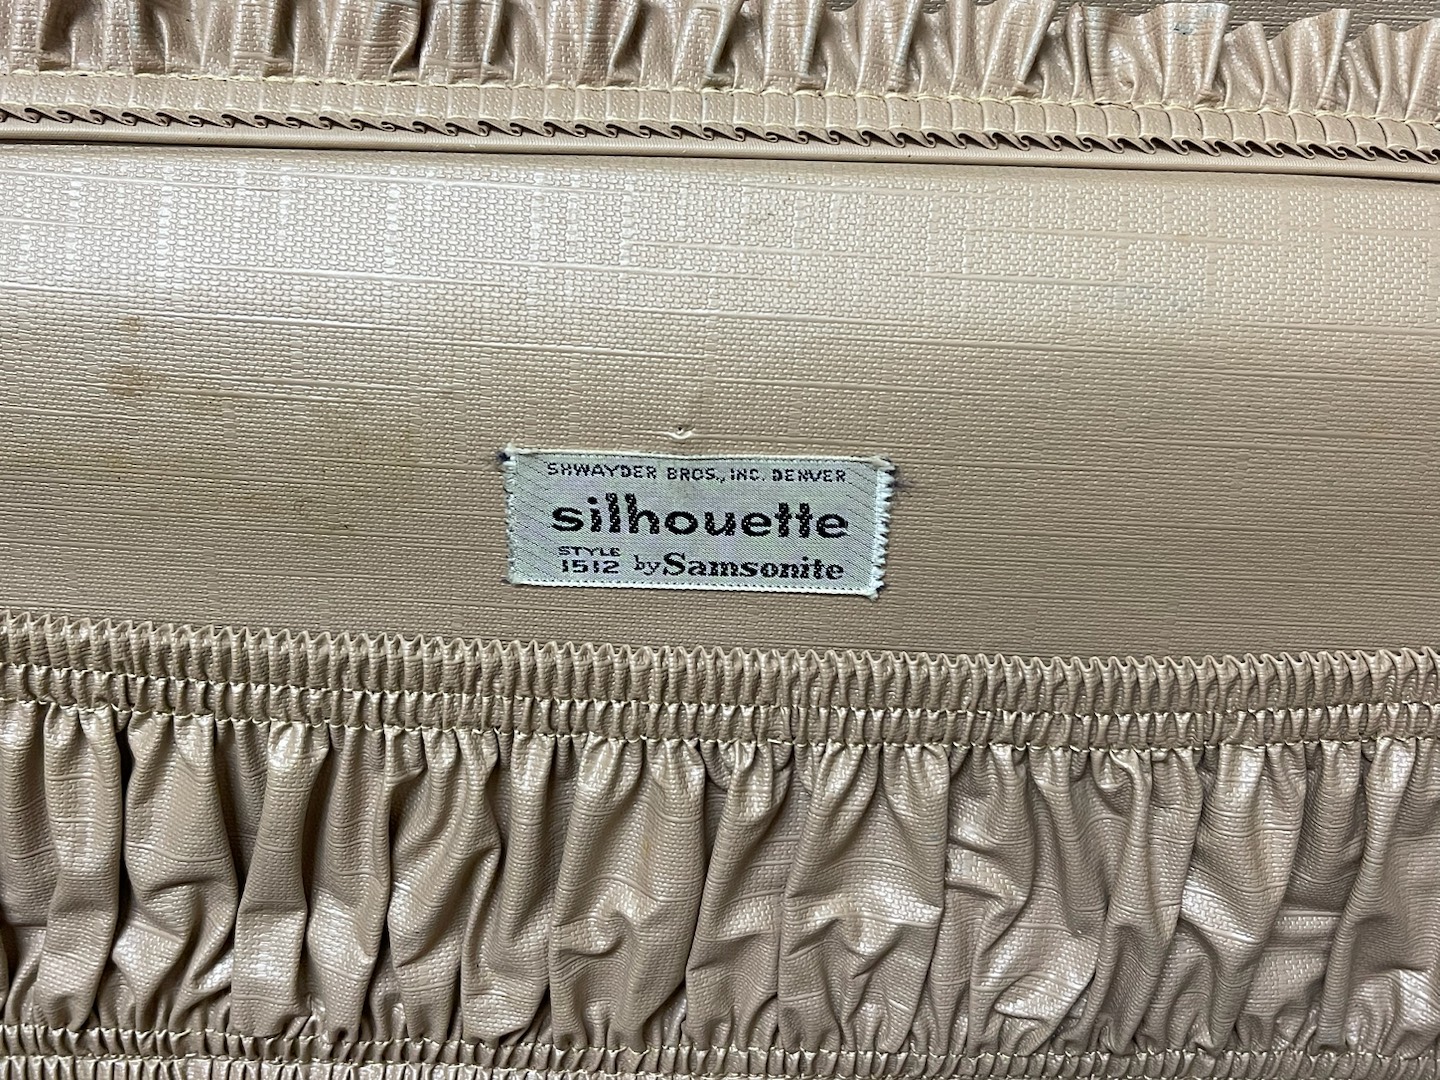 SHWAYDER BROS., INC. DENVER
silhouette
STYLE 1512 by Samsonite